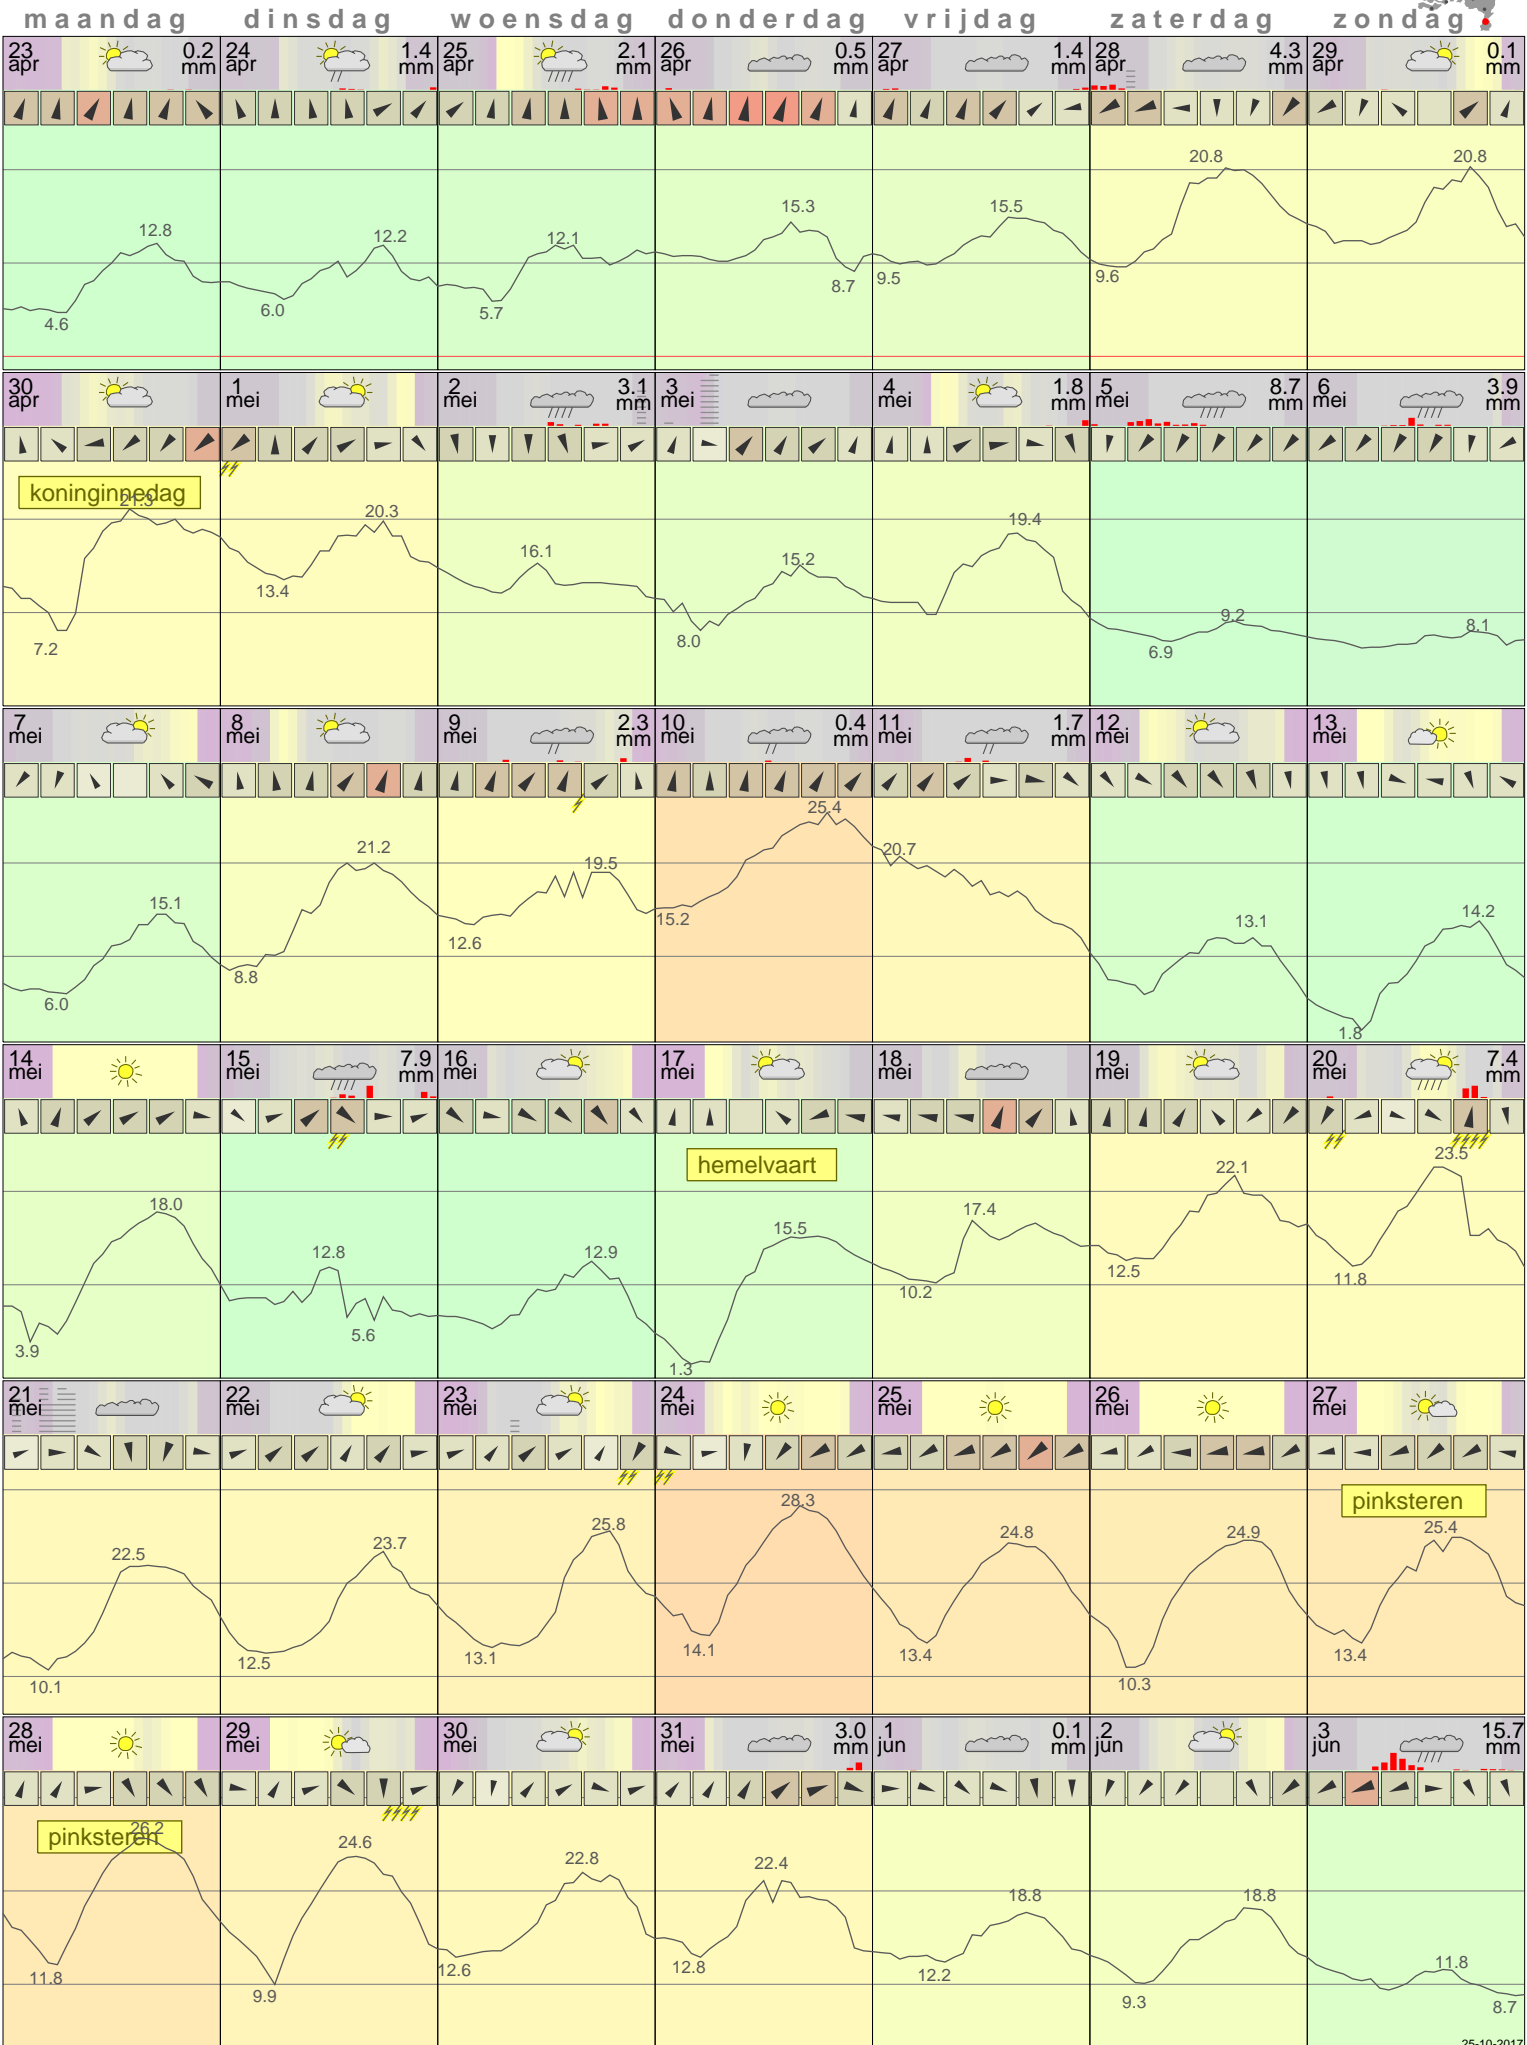 maandag dinsdag woensdag donderdag vrijdag zaterdag zondag
23 apr 0.2 mm 24 apr 1.4 mm 25 apr 2.1 mm 26 apr 0.5 mm 27 apr 1.4 mm 28 apr 4.3 mm 29 apr 0.1 mm
20.8 20.8
15.3 15.5
12.8 12.2 12.1
9.5 9.6
8.7
4.6 6.0 5.7
30 apr 1 mei 2 mei 3.1 mm 3 mei 4 mei 1.8 mm 5 mei 8.7 mm 6 mei 3.9 mm
koninginnedag
21.3 20.3 19.4
16.1 15.2
13.4 9.2 8.1
7.2 8.0 6.9
7 mei 8 mei 9 mei 2.3 mm 10 mei 0.4 mm 11 mei 1.7 mm 12 mei 13 mei
25.4
21.2 19.5 20.7
15.1 15.2 13.1 14.2
12.6
6.0 8.8 1.8
14 mei 15 mei 7.9 mm 16 mei 17 mei 18 mei 19 mei 20 mei 7.4 mm
hemelvaart
23.5
22.1
18.0 15.5 17.4
12.8 12.9 12.5 11.8
10.2
3.9 5.6 1.3
21 mei 22 mei 23 mei 24 mei 25 mei 26 mei 27 mei
pinksteren
28.3
22.5 23.7 25.8 24.8 24.9 25.4
12.5 13.1 14.1 13.4 13.4
10.1 10.3
28 mei 29 mei 30 mei 31 mei 3.0 mm 1 jun 0.1 mm 2 jun 3 jun 15.7 mm
pinksteren
26.2 24.6
22.8 22.4
18.8 18.8
11.8 12.6 12.8 12.2 11.8
9.9 9.3 8.7
25-10-2017